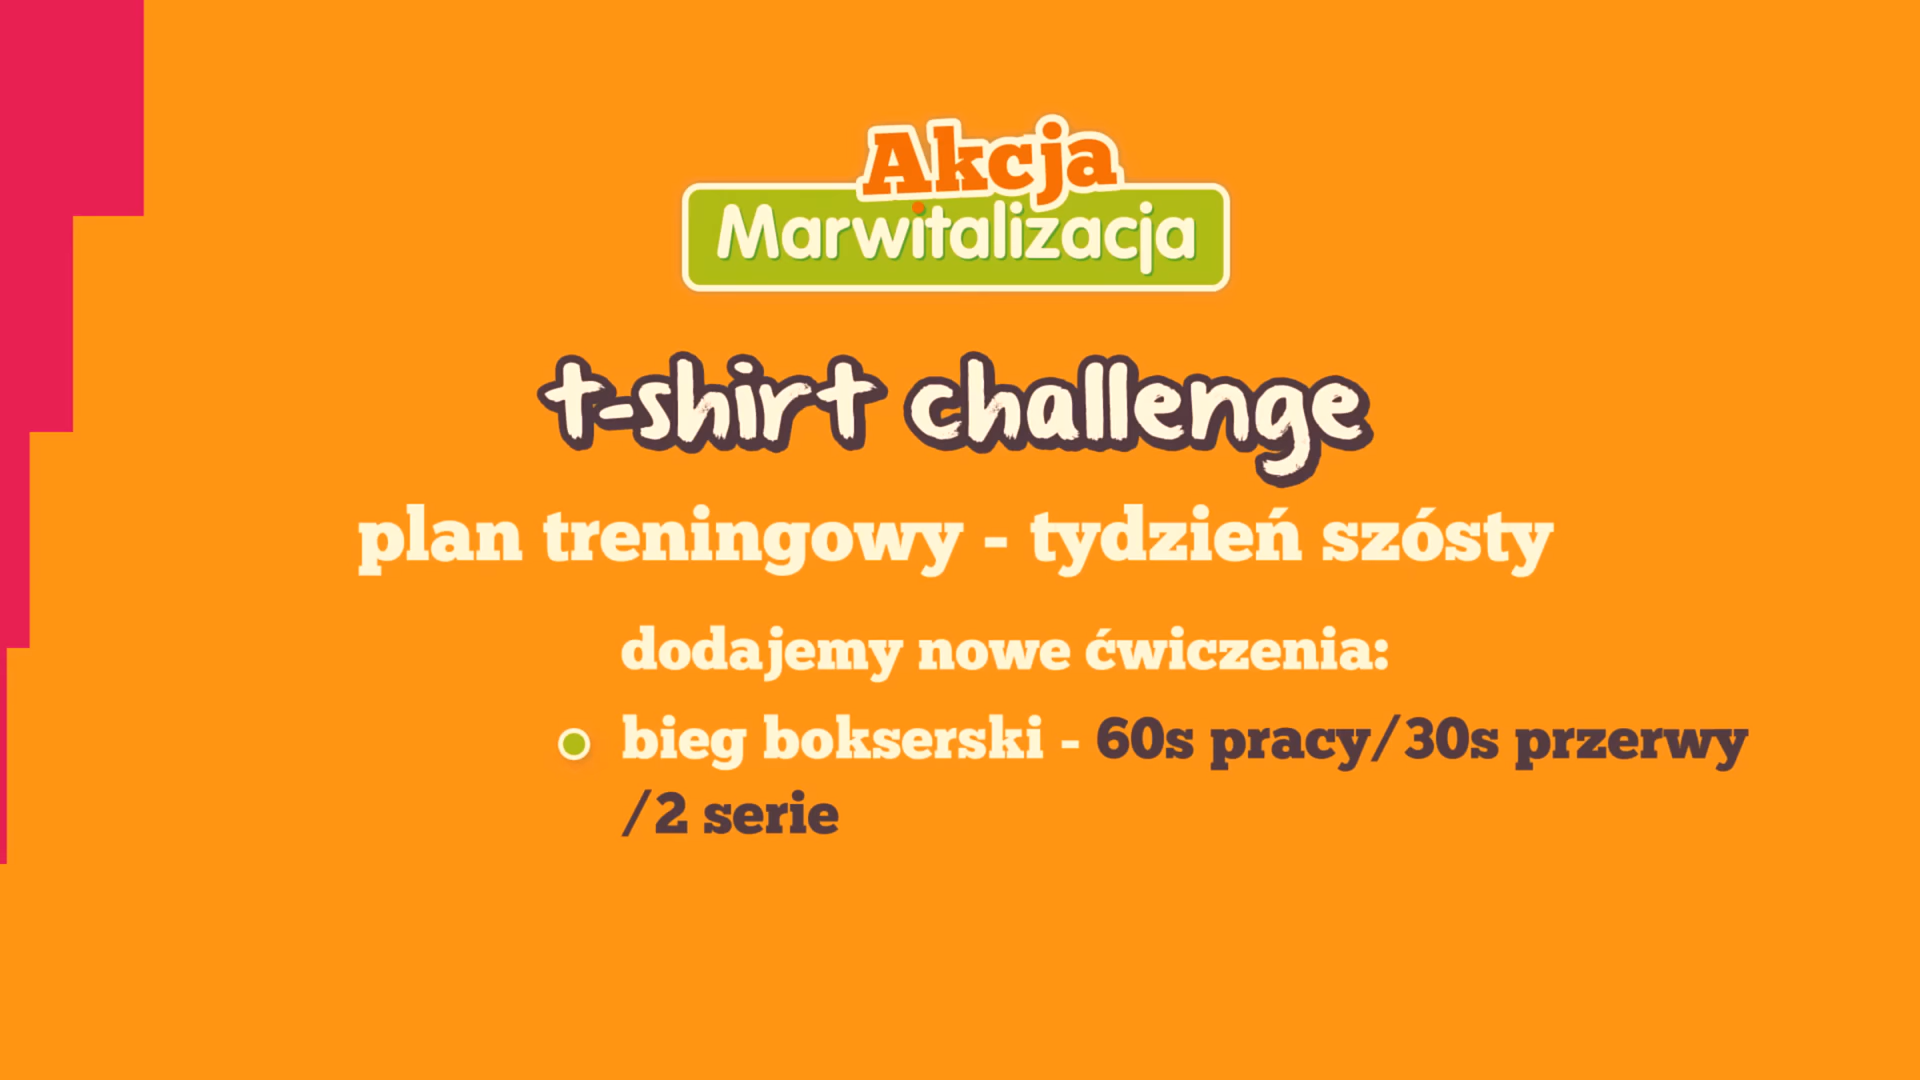 Akcja
Marwitalizacja
t-shirt challenge
plan treningowy - tydzień szósty
dodajemy nowe ćwiczenia:
bieg bokserski - 60s pracy/30s przerwy
/2 serie